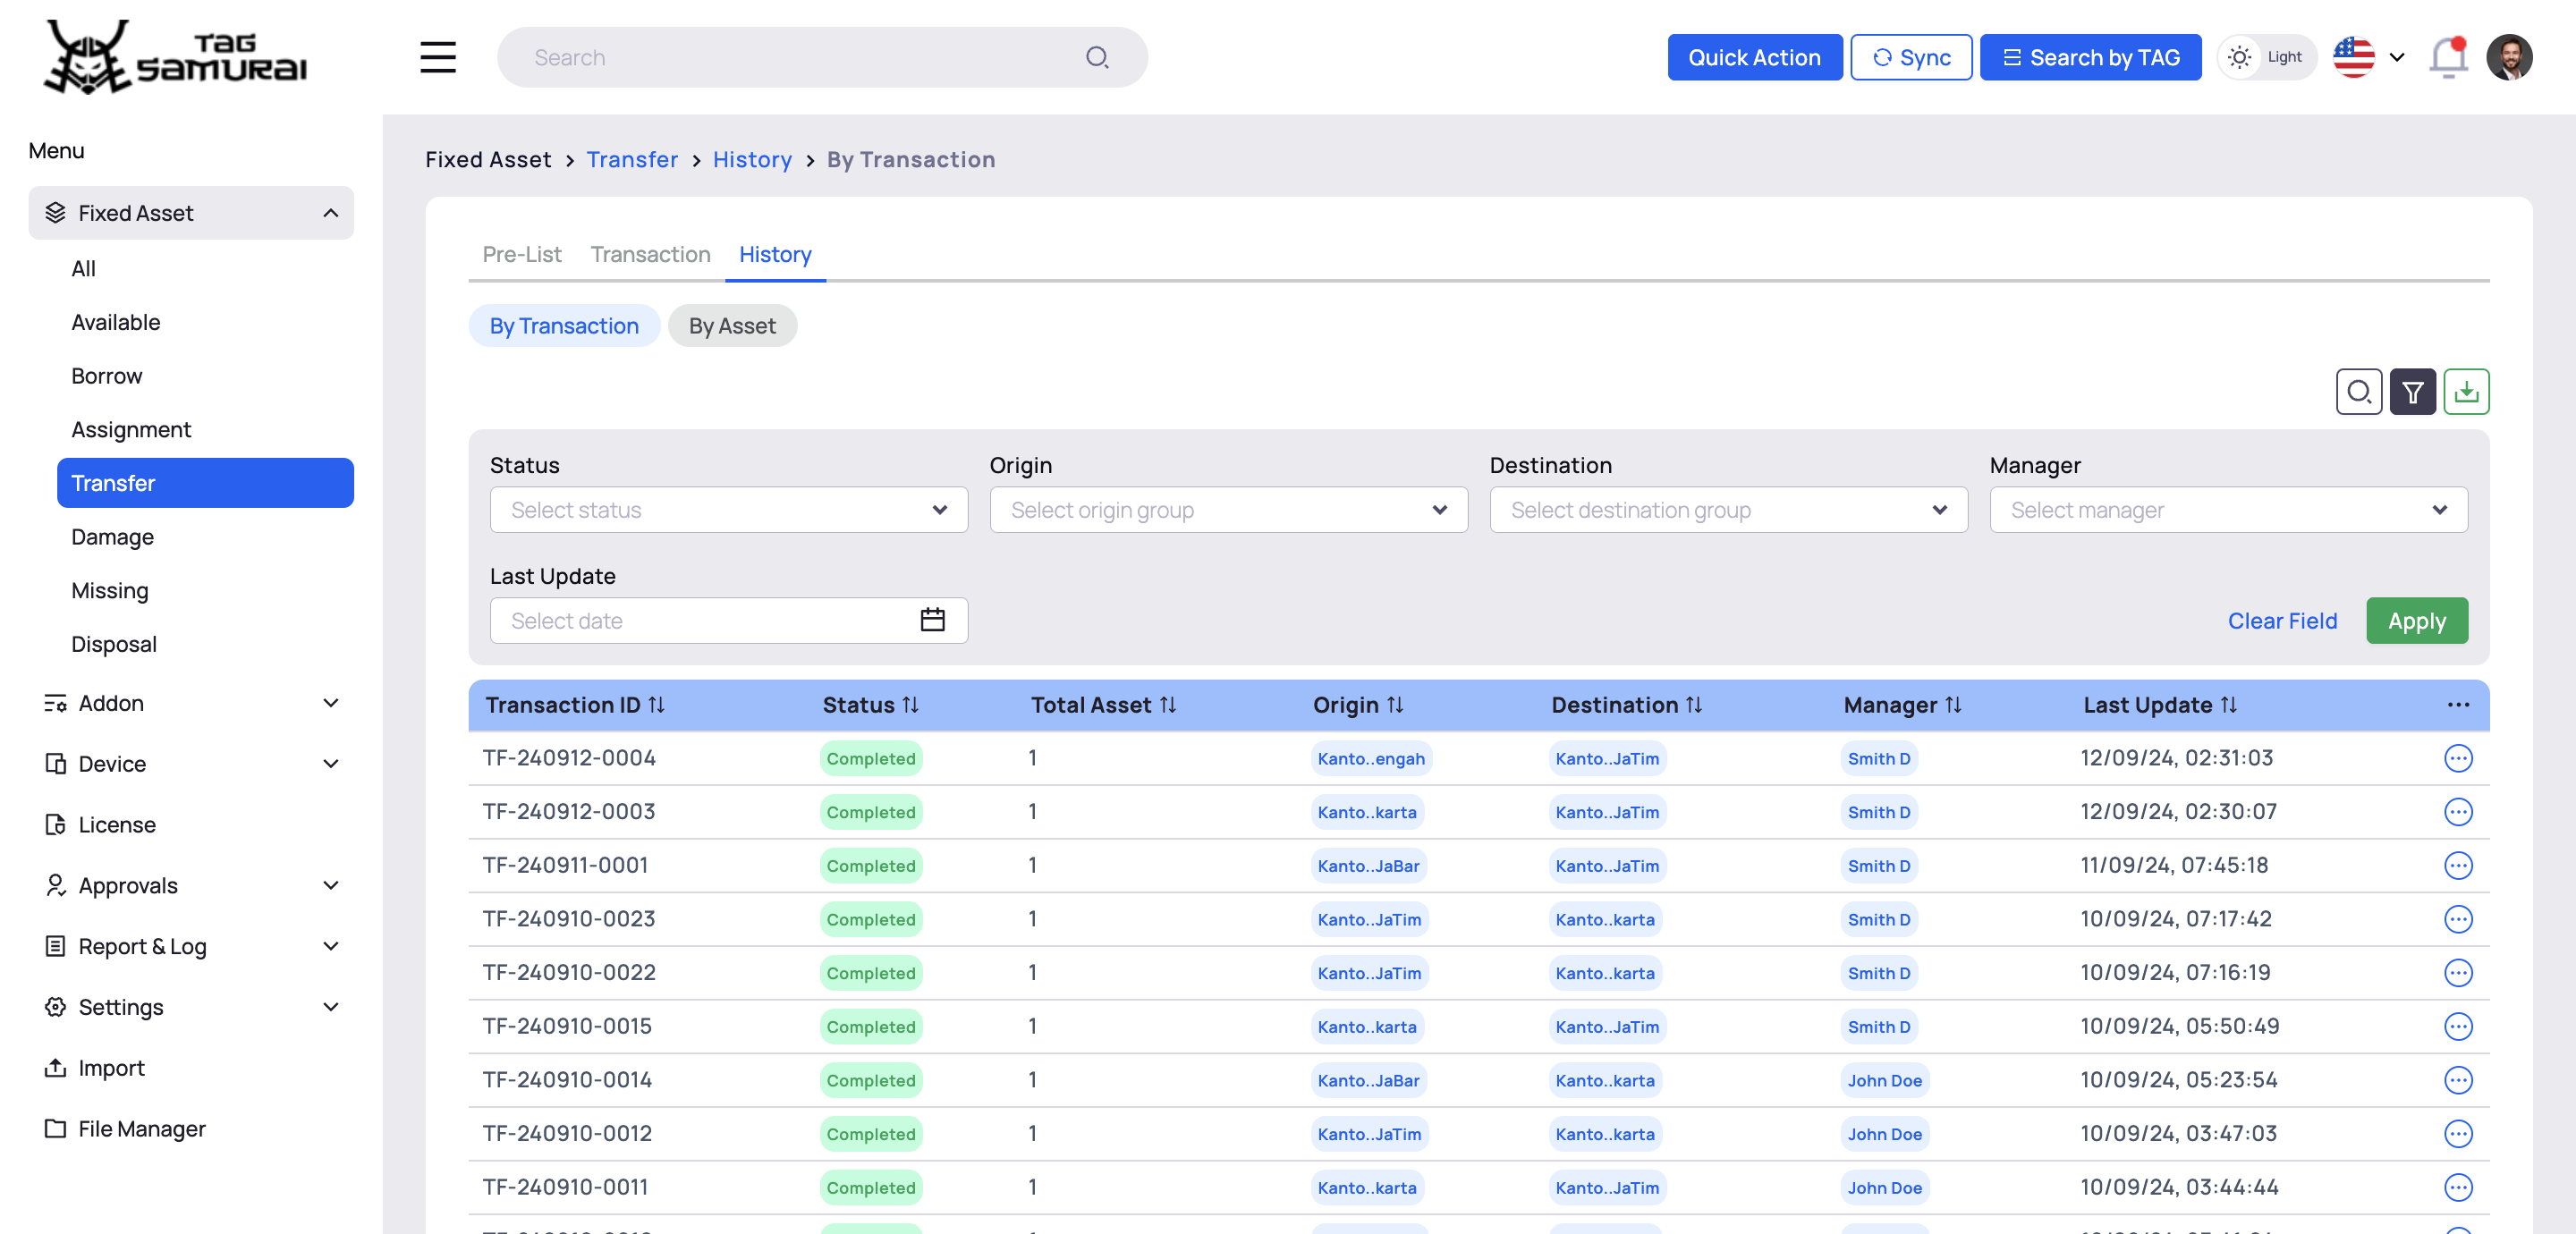 TAG SAMURAI
Search
Quick Action
Sync
Search by TAG
Light
Menu
Fixed Asset
All
Available
Borrow
Assignment
Transfer
Damage
Missing
Disposal
Addon
Device
License
Approvals
Report & Log
Settings
Import
File Manager
Fixed Asset > Transfer > History > By Transaction
Pre-List Transaction History
By Transaction By Asset
Status Origin Destination Manager
Select status Select origin group Select destination group Select manager
Last Update
Select date Clear Field Apply
Transaction ID Status Total Asset Origin Destination Manager Last Update
TF-240912-0004 Completed 1 Kanto..engah Kanto..JaTim Smith D 12/09/24, 02:31:03
TF-240912-0003 Completed 1 Kanto..karta Kanto..JaTim Smith D 12/09/24, 02:30:07
TF-240911-0001 Completed 1 Kanto..JaBar Kanto..JaTim Smith D 11/09/24, 07:45:18
TF-240910-0023 Completed 1 Kanto..JaTim Kanto..karta Smith D 10/09/24, 07:17:42
TF-240910-0022 Completed 1 Kanto..JaTim Kanto..karta Smith D 10/09/24, 07:16:19
TF-240910-0015 Completed 1 Kanto..karta Kanto..JaTim Smith D 10/09/24, 05:50:49
TF-240910-0014 Completed 1 Kanto..JaBar Kanto..karta John Doe 10/09/24, 05:23:54
TF-240910-0012 Completed 1 Kanto..JaTim Kanto..karta John Doe 10/09/24, 03:47:03
TF-240910-0011 Completed 1 Kanto..karta Kanto..JaTim John Doe 10/09/24, 03:44:44